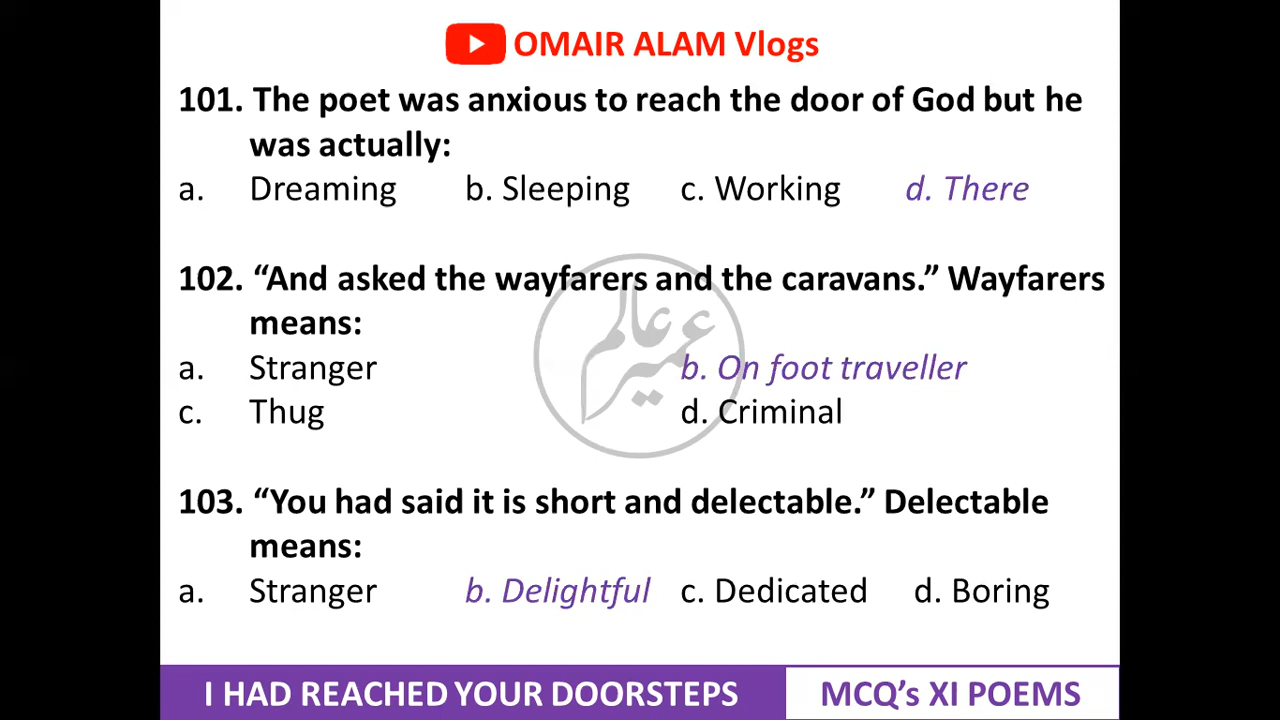 OMAIR ALAM Vlogs
101. The poet was anxious to reach the door of God but he
was actually:
a. Dreaming b. Sleeping c. Working d. There
102. “And asked the wayfarers and the caravans.” Wayfarers
means:
a. Stranger b. On foot traveller
عمیر عالم
c. Thug d. Criminal
103. “You had said it is short and delectable.” Delectable
means:
a. Stranger b. Delightful c. Dedicated d. Boring
I HAD REACHED YOUR DOORSTEPS MCQ’s XI POEMS